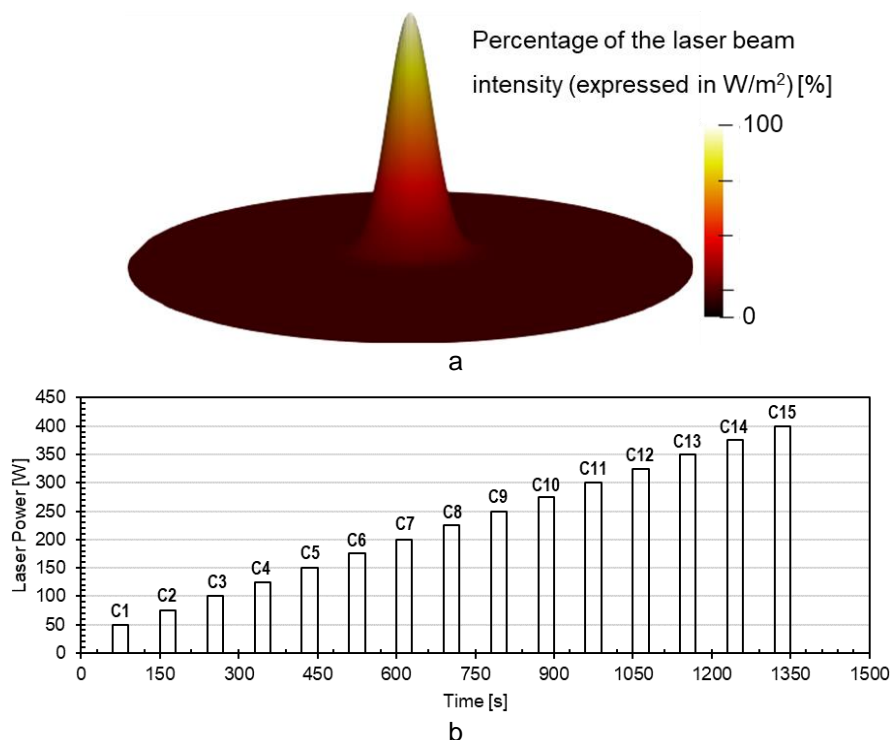 Percentage of the laser beam
intensity (expressed in W/m²) [%]
100
0
a
450
400
350
300
250
200
150
100
50
0
Laser Power [W]
C1
C2
C3
C4
C5
C6
C7
C8
C9
C10
C11
C12
C13
C14
C15
0 150 300 450 600 750 900 1050 1200 1350 1500
Time [s]
b